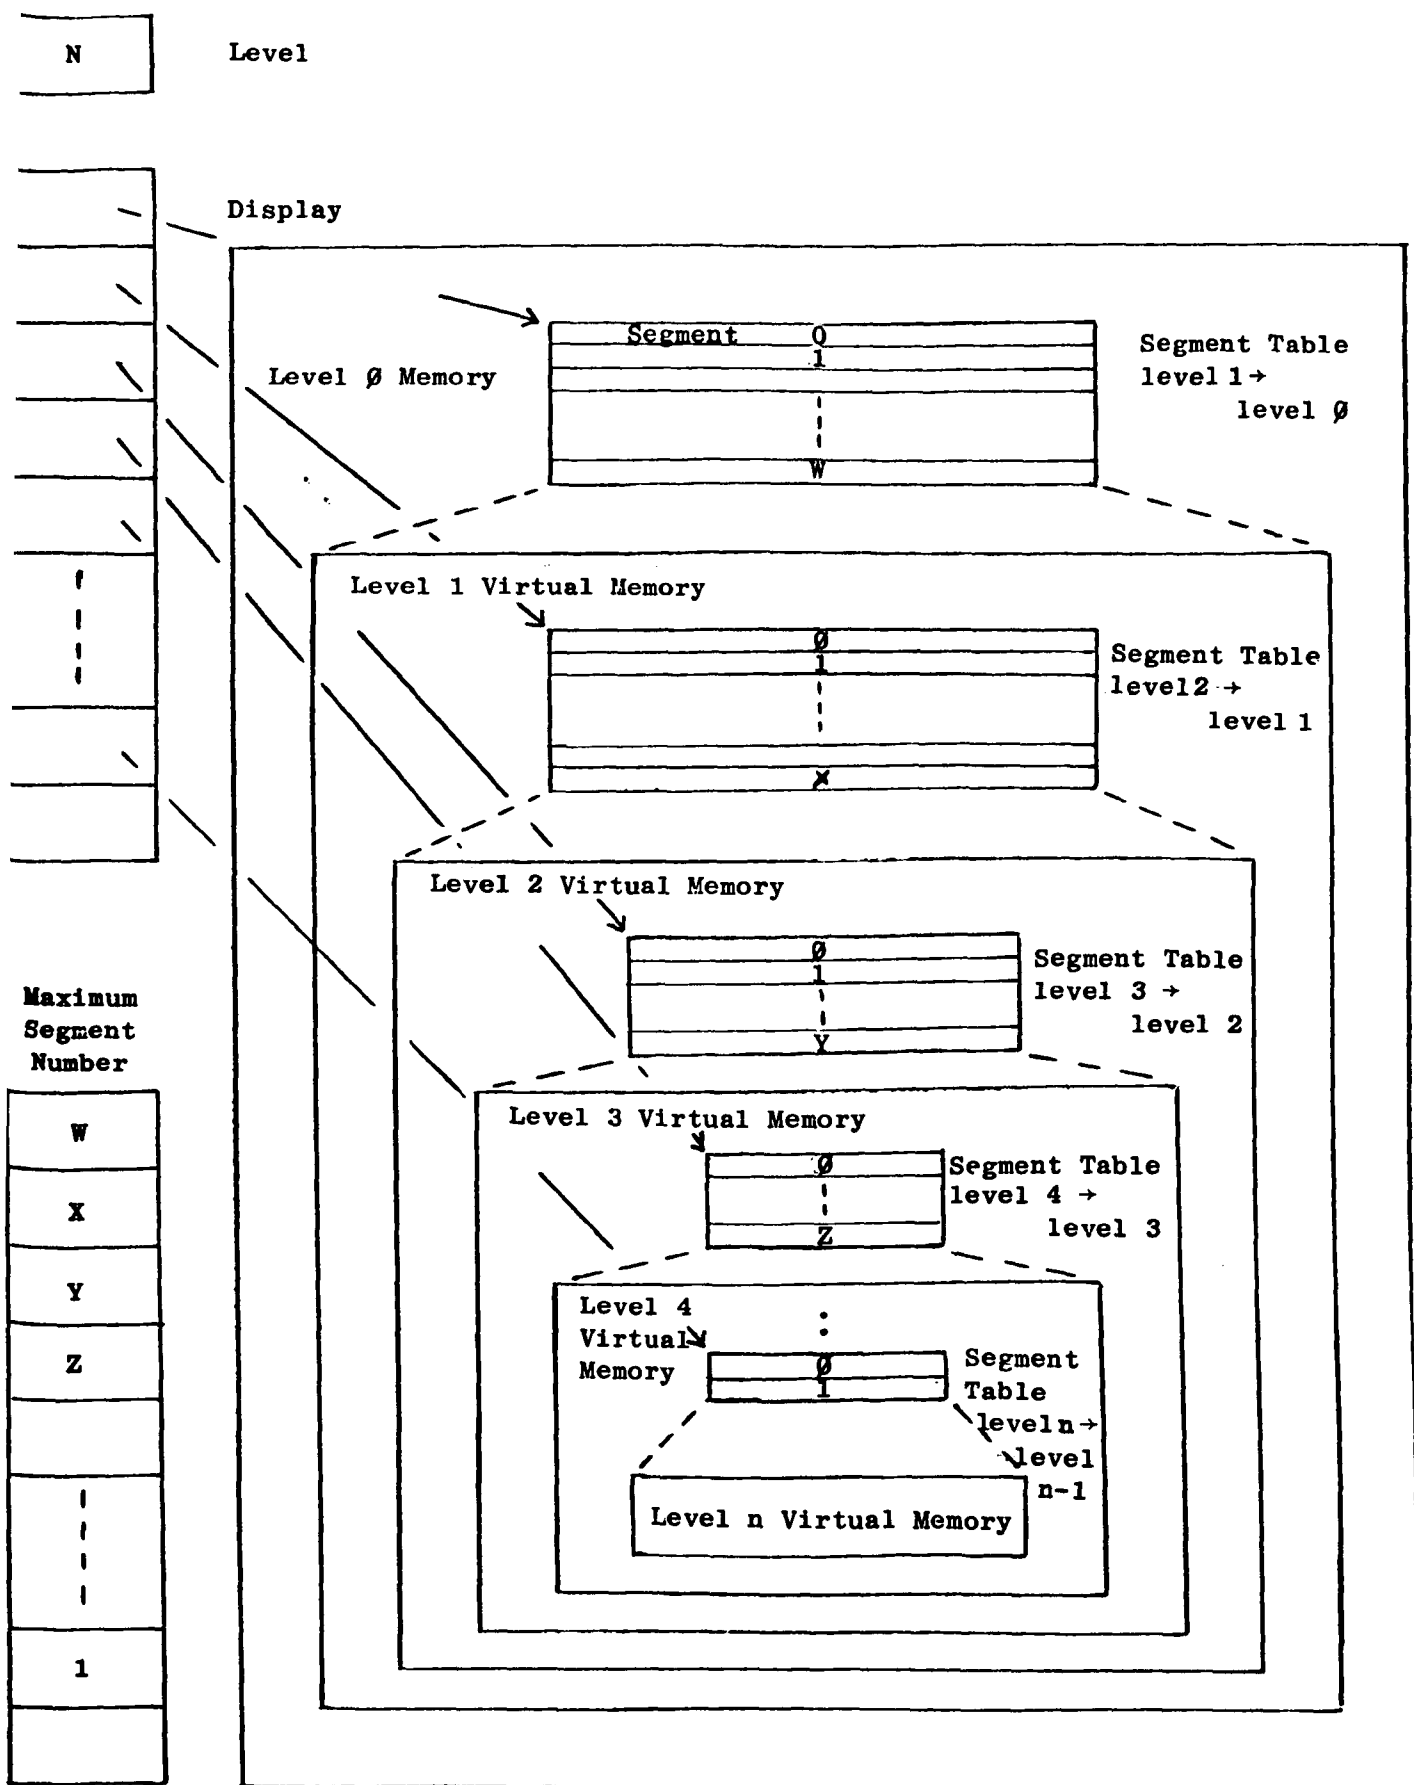 N
Level
Display
Segment 0
1
W
Level Ø Memory
Segment Table
level 1→
level Ø
Level 1 Virtual Memory
Ø
1
X
Segment Table
level2 →
level 1
Level 2 Virtual Memory
Ø
1
Y
Segment Table
level 3 →
level 2
Level 3 Virtual Memory
Ø
Z
Segment Table
level 4 →
level 3
Level 4
Virtual
Memory
Ø
1
Segment
Table
level n→
level
n-1
Level n Virtual Memory
Maximum
Segment
Number
W
X
Y
Z
1